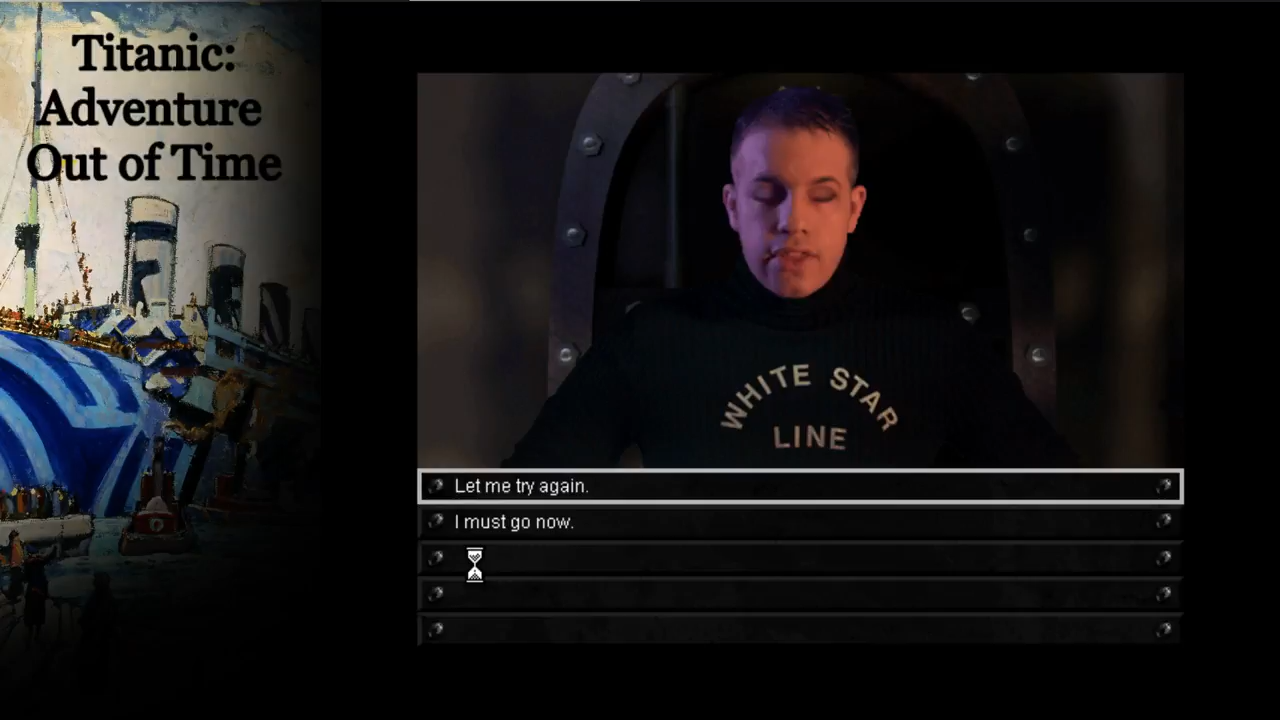 Titanic:
Adventure
Out of Time
WHITE STAR
LINE
Let me try again.
I must go now.